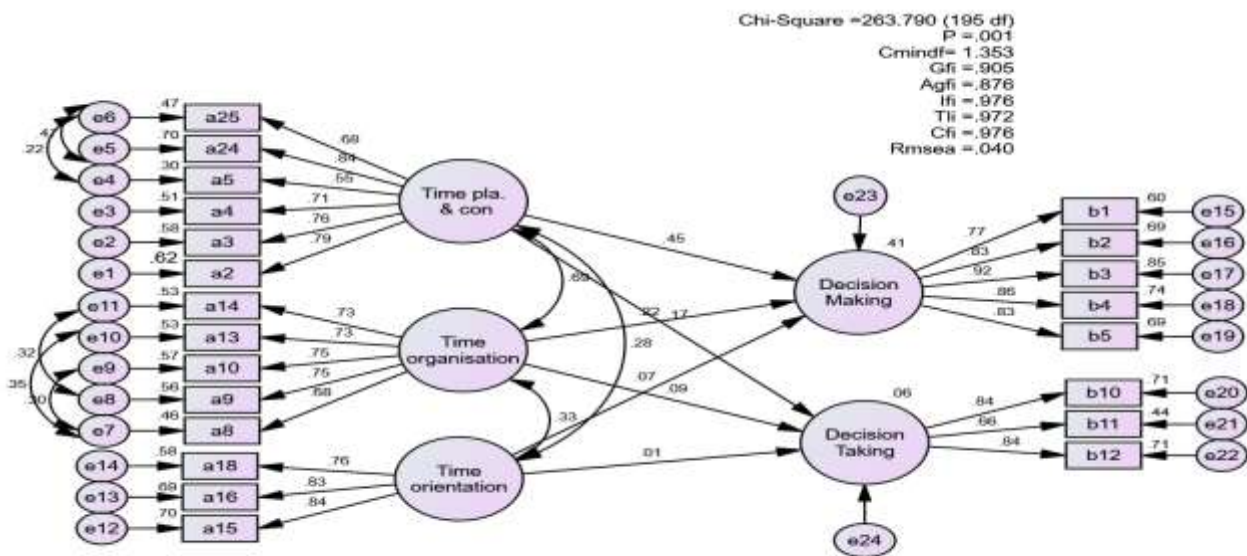 Chi-Square =263.790 (195 df)
P =.001
Cmindf= 1.353
Gfi =.905
Agfi =.876
Ifi =.976
Tli =.972
Cfi =.976
Rmsea =.040
e6
.47
a25
e5
.70
a24
e4
.30
a5
e3
.51
a4
e2
.58
a3
e1
.62
a2
.22
.68
.84
.55
.71
.76
.79
Time pla.
& con
e11
.53
a14
e10
.53
a13
e9
.57
a10
e8
.56
a9
e7
.46
a8
.32
.35
.30
.73
.73
.75
.75
.68
Time
organisation
e14
.58
a18
e13
.69
a16
e12
.70
a15
.76
.83
.84
Time
orientation
.28
.33
.45
.22
.17
.07
.09
.01
e23
.41
Decision
Making
.77
.83
.92
.86
.83
b1
.60
e15
b2
.69
e16
b3
.85
e17
b4
.74
e18
b5
.69
e19
.06
Decision
Taking
e24
.84
.66
.84
b10
.71
e20
b11
.44
e21
b12
.71
e22